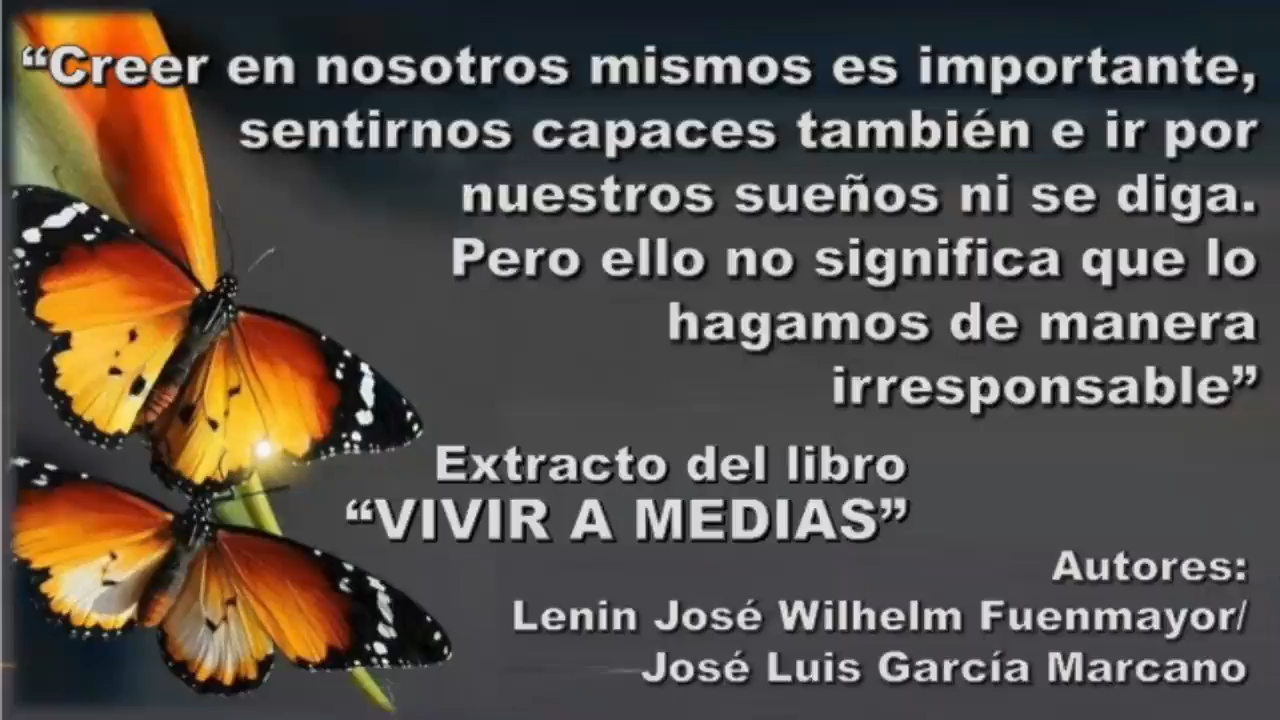 “Creer en nosotros mismos es importante,
sentirnos capaces también e ir por
nuestros sueños ni se diga.
Pero ello no significa que lo
hagamos de manera
irresponsable”
Extracto del libro
“VIVIR A MEDIAS”
Autores:
Lenin José Wilhelm Fuenmayor/
José Luis García Marcano